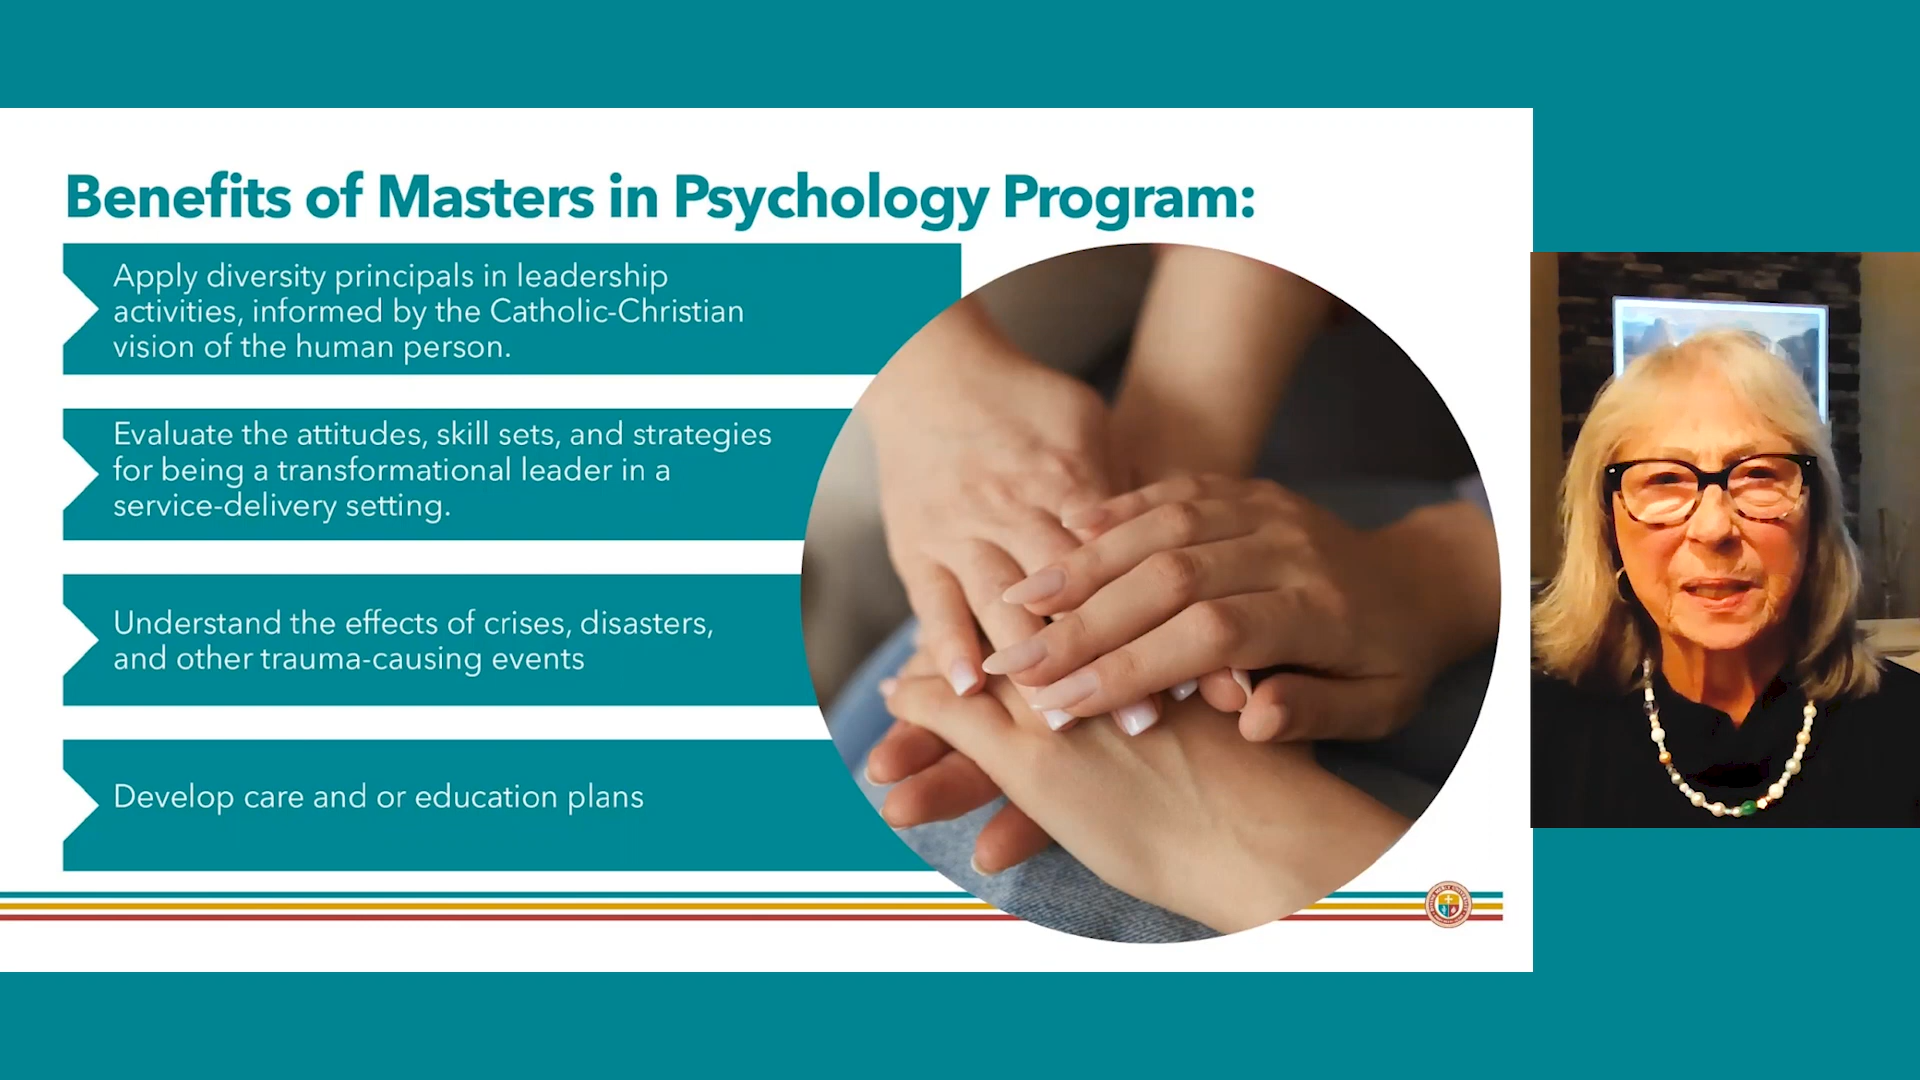 Benefits of Masters in Psychology Program:
Apply diversity principals in leadership
activities, informed by the Catholic-Christian
vision of the human person.
Evaluate the attitudes, skill sets, and strategies
for being a transformational leader in a
service-delivery setting.
Understand the effects of crises, disasters,
and other trauma-causing events
Develop care and or education plans